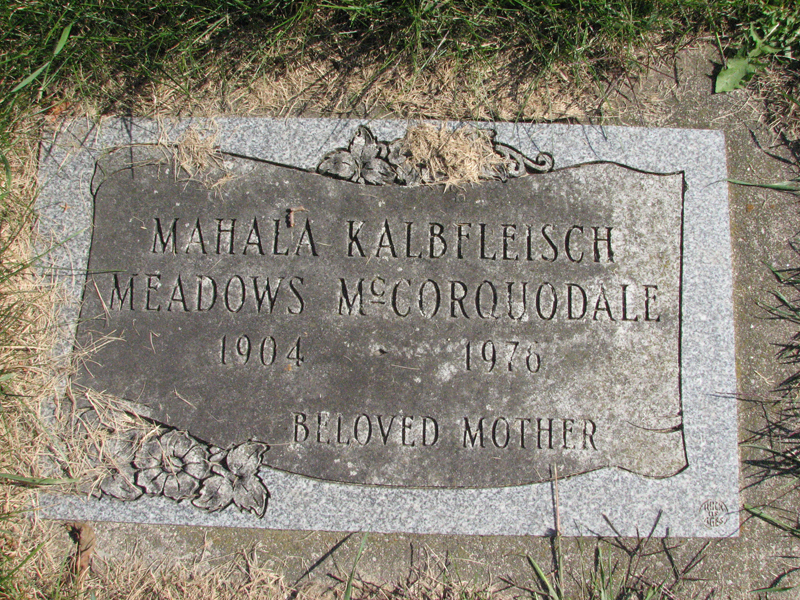 MAHALA KALBFLEISCH
MEADOWS McCORQUODALE
1904 1976
BELOVED MOTHER